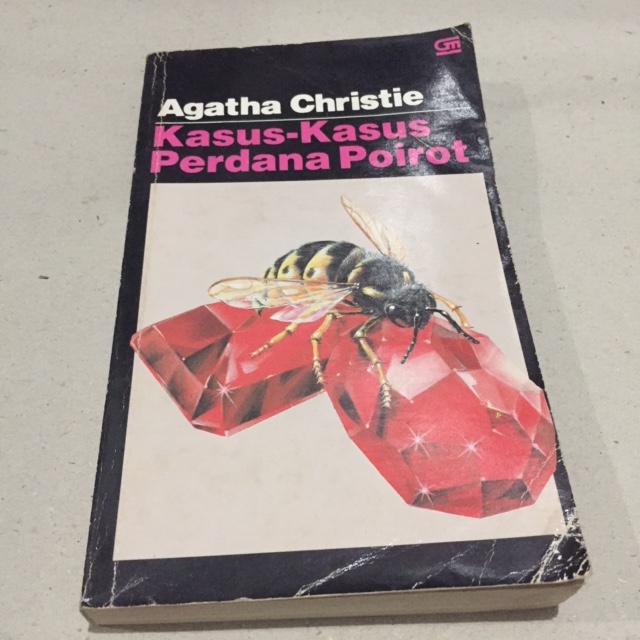 Agatha Christie
Kasus-Kasus
Perdana Poirot